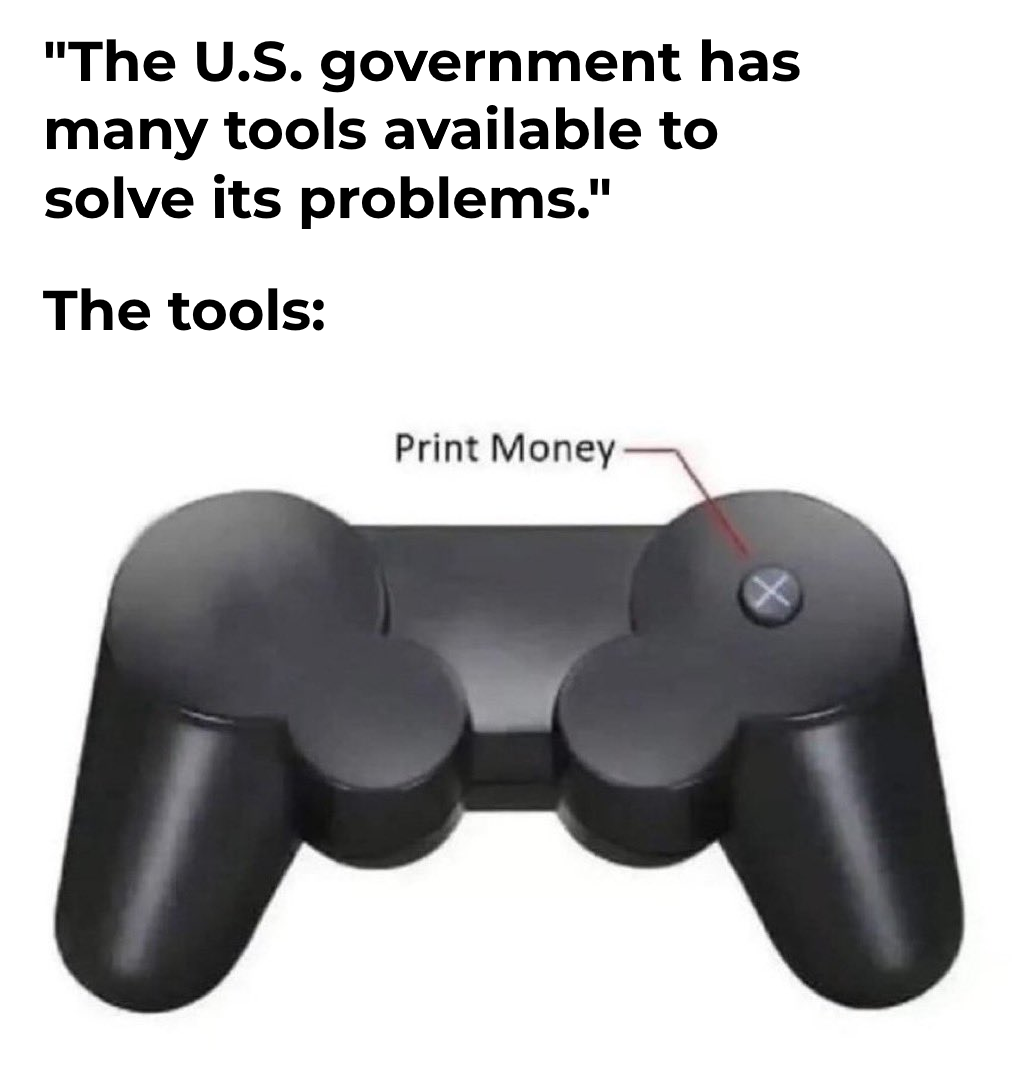 "The U.S. government has
many tools available to
solve its problems."
The tools:
Print Money